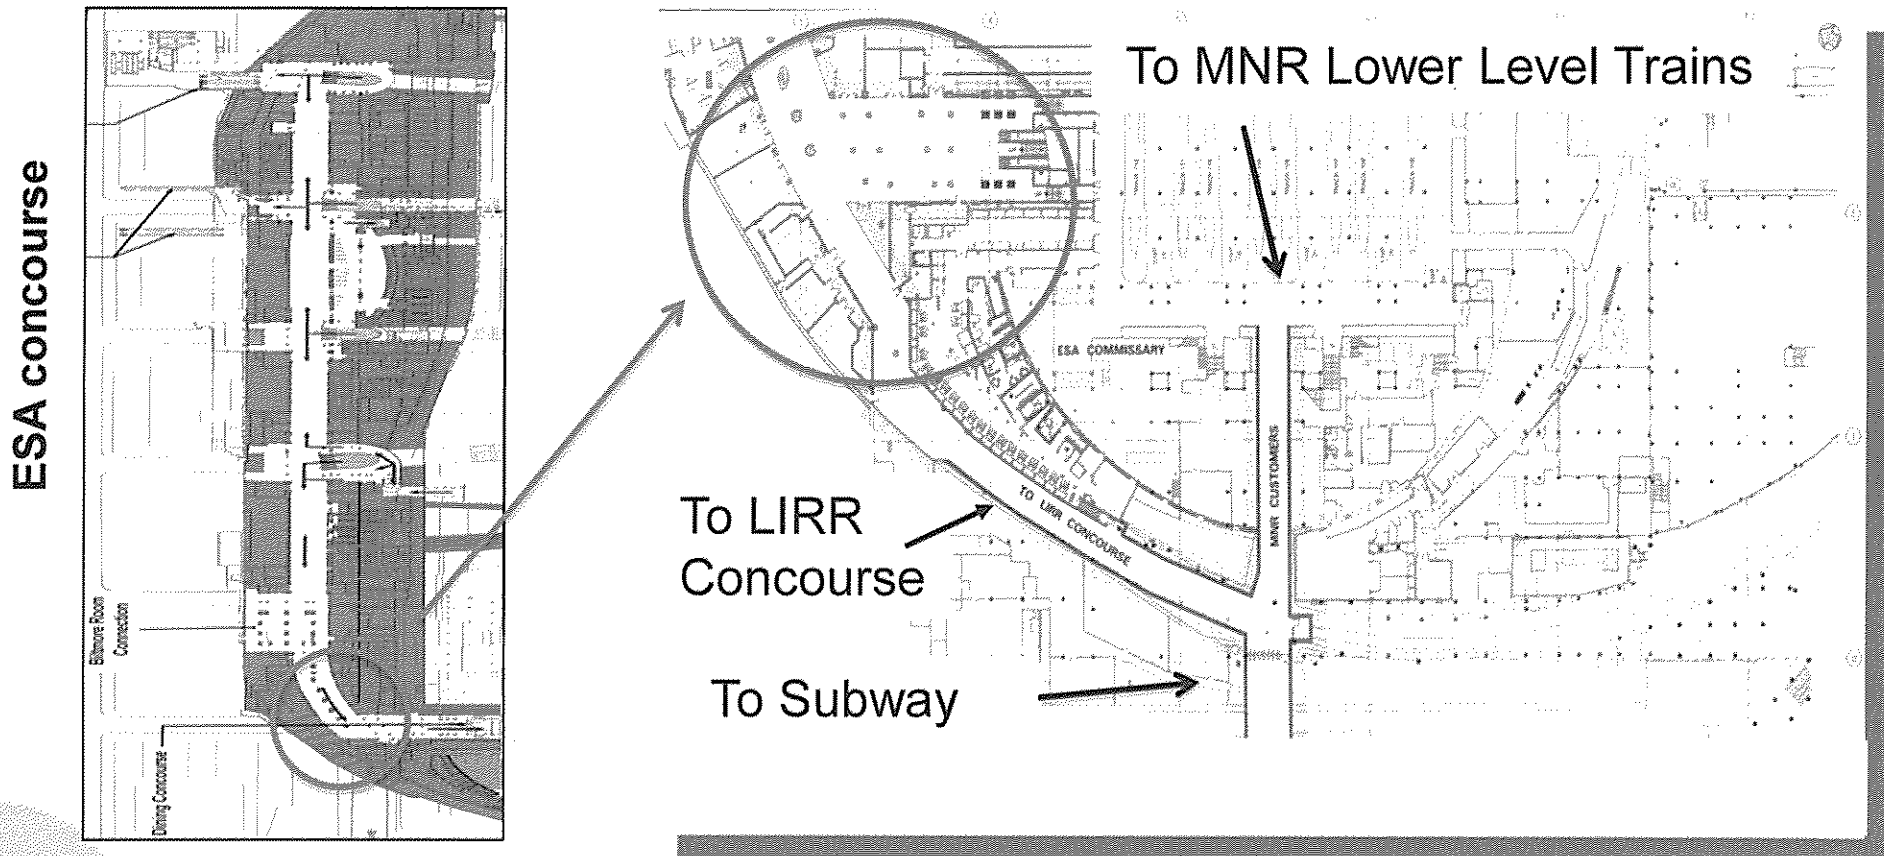 ESA concourse
Biltmore Room
Connection
Dining Concourse
To MNR Lower Level Trains
ESA COMMISSARY
MNR CUSTOMERS
To LIRR
Concourse
TO LIRR CONCOURSE
To Subway